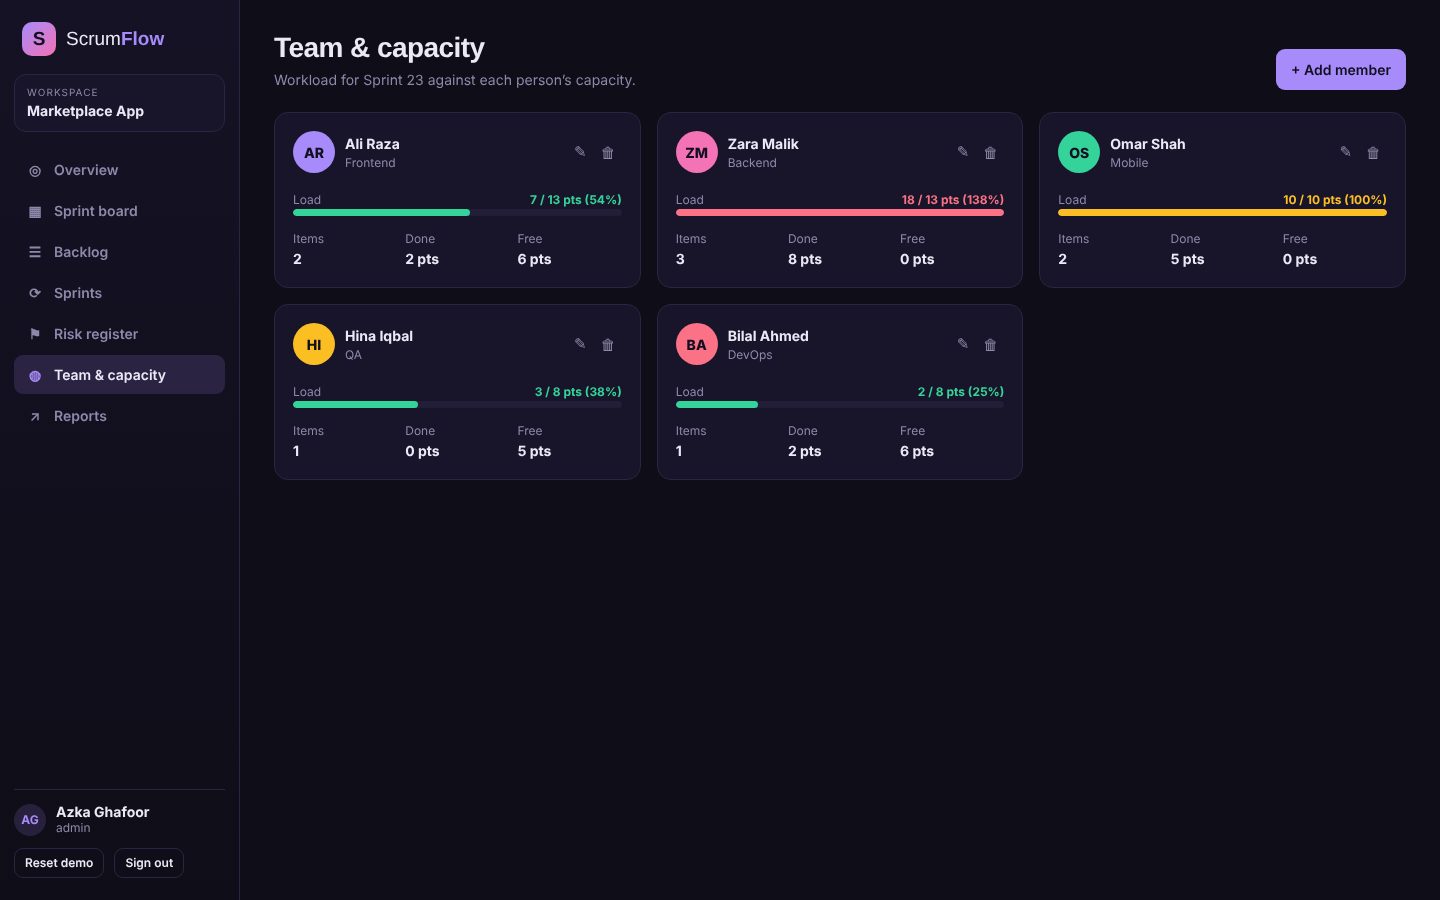 S ScrumFlow
WORKSPACE
Marketplace App
Overview
Sprint board
Backlog
Sprints
Risk register
Team & capacity
Reports
AG
Azka Ghafoor
admin
Reset demo
Sign out
Team & capacity
Workload for Sprint 23 against each person’s capacity.
+ Add member
AR
Ali Raza
Frontend
Load 7 / 13 pts (54%)
Items Done Free
2 2 pts 6 pts
ZM
Zara Malik
Backend
Load 18 / 13 pts (138%)
Items Done Free
3 8 pts 0 pts
OS
Omar Shah
Mobile
Load 10 / 10 pts (100%)
Items Done Free
2 5 pts 0 pts
HI
Hina Iqbal
QA
Load 3 / 8 pts (38%)
Items Done Free
1 0 pts 5 pts
BA
Bilal Ahmed
DevOps
Load 2 / 8 pts (25%)
Items Done Free
1 2 pts 6 pts